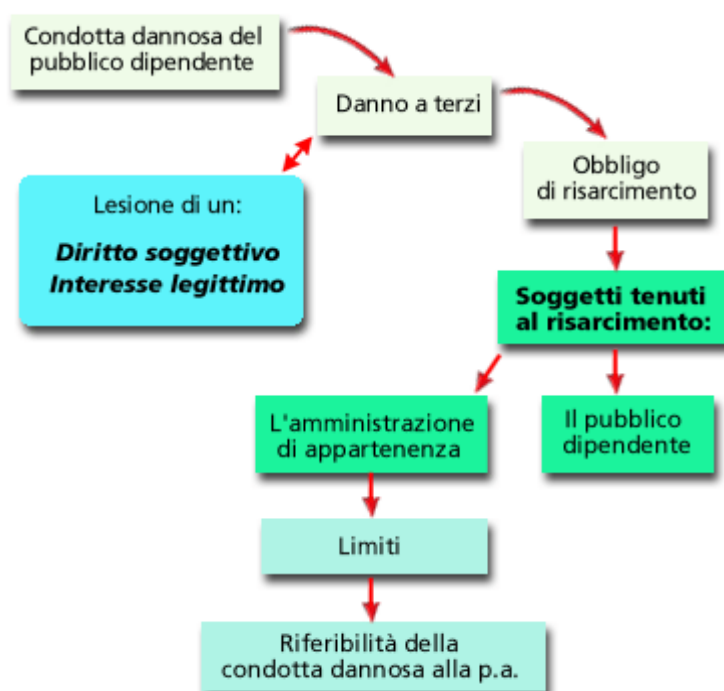 Condotta dannosa del
pubblico dipendente
Danno a terzi
Obbligo
di risarcimento
Lesione di un:
Diritto soggettivo
Interesse legittimo
Soggetti tenuti
al risarcimento:
L'amministrazione
di appartenenza
Il pubblico
dipendente
Limiti
Riferibilità della
condotta dannosa alla p.a.